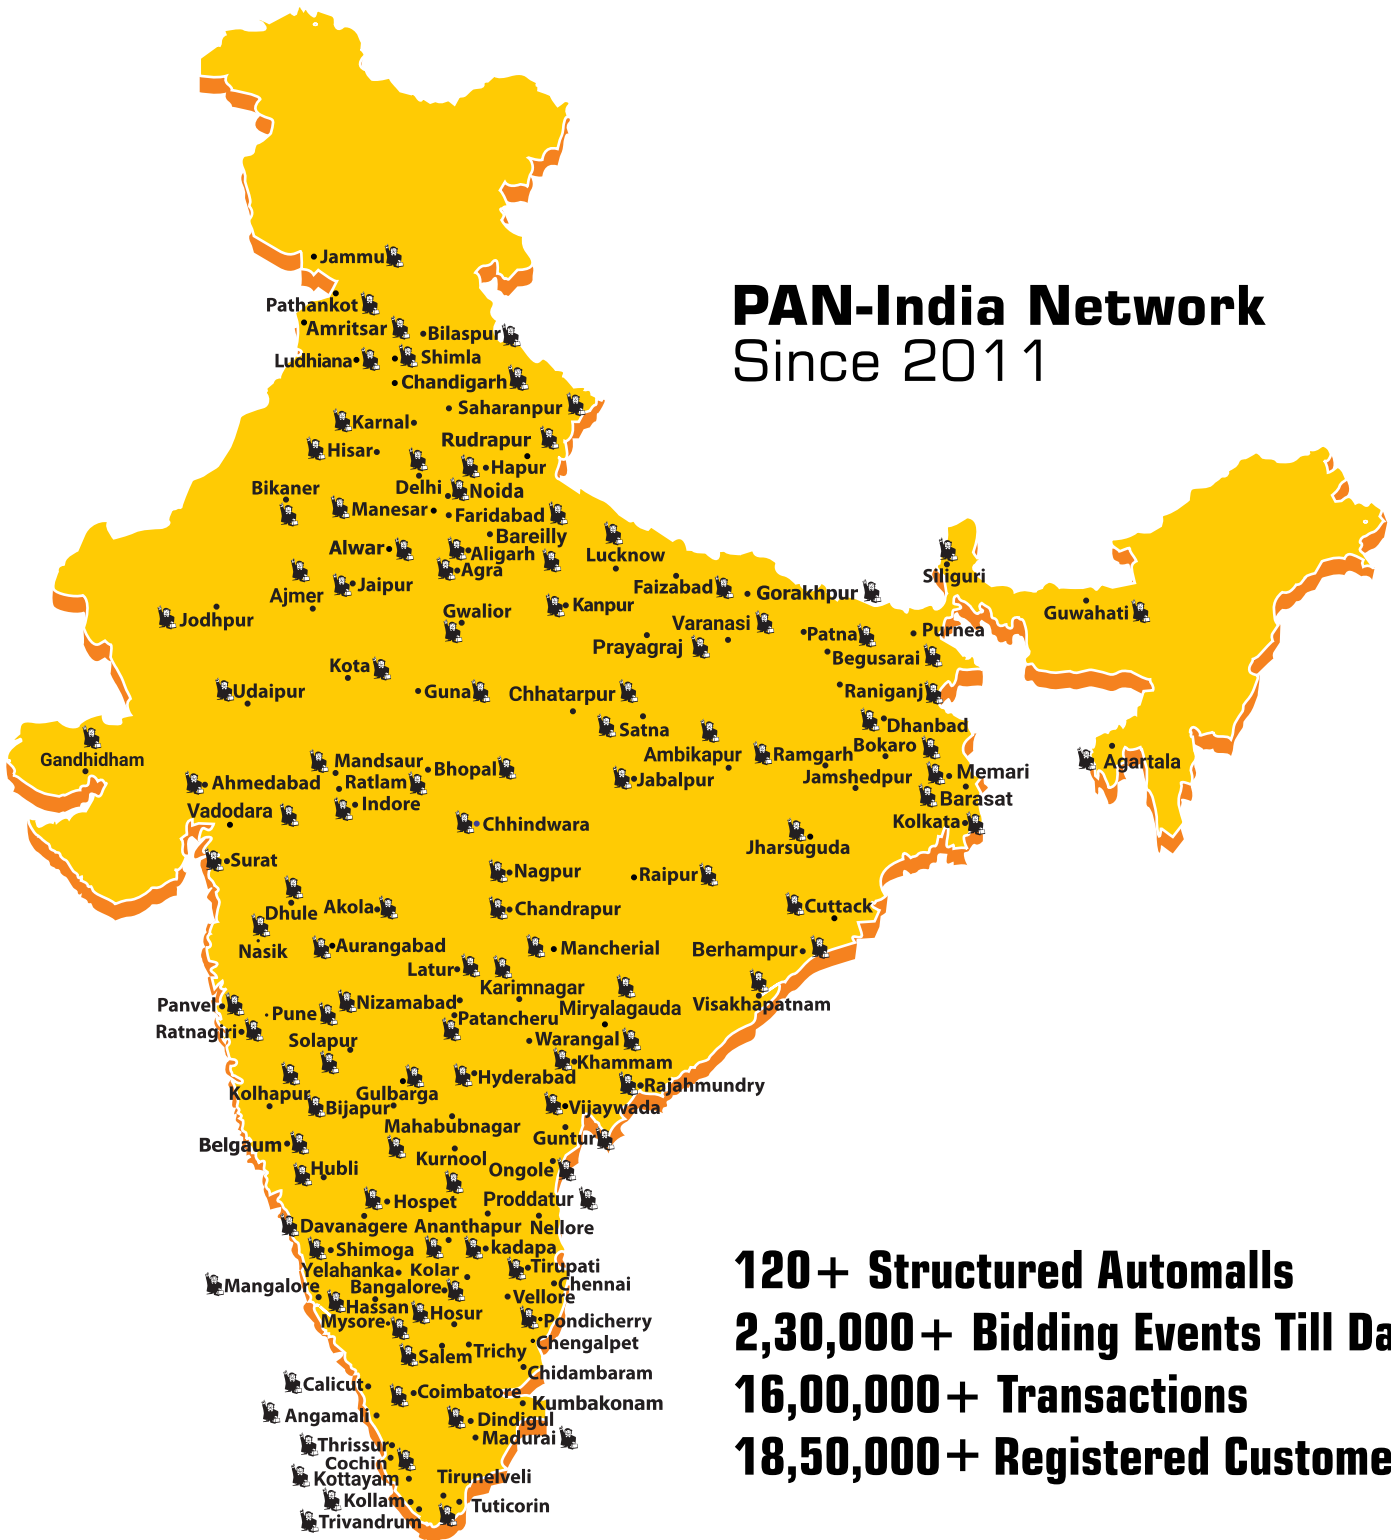 Jammu
Pathankot
Amritsar
Bilaspur
Ludhiana
Shimla
Chandigarh
Saharanpur
Karnal
Rudrapur
Hisar
Hapur
Delhi
Noida
Bikaner
Manesar
Faridabad
Bareilly
Alwar
Aligarh
Lucknow
Agra
Jaipur
Faizabad
Gorakhpur
Siliguri
Ajmer
Kanpur
Jodhpur
Gwalior
Varanasi
Patna
Purnea
Guwahati
Prayagraj
Begusarai
Kota
Udaipur
Guna
Chhatarpur
Raniganj
Satna
Dhanbad
Gandhidham
Mandsaur
Bhopal
Ambikapur
Ramgarh
Bokaro
Agartala
Ahmedabad
Ratlam
Jabalpur
Jamshedpur
Memari
Vadodara
Indore
Barasat
Chhindwara
Kolkata
Jharsuguda
Surat
Nagpur
Raipur
Dhule
Akola
Chandrapur
Cuttack
Nasik
Aurangabad
Mancherial
Berhampur
Latur
Karimnagar
Panvel
Pune
Nizamabad
Patancheru
Miryalagauda
Visakhapatnam
Ratnagiri
Solapur
Warangal
Khammam
Kolhapur
Gulbarga
Hyderabad
Rajahmundry
Bijapur
Vijaywada
Mahabubnagar
Belgaum
Guntur
Hubli
Kurnool
Ongole
Hospet
Proddatur
Davanagere
Ananthapur
Nellore
Shimoga
kadapa
Yelahanka
Kolar
Tirupati
Mangalore
Bangalore
Chennai
Hassan
Vellore
Mysore
Hosur
Pondicherry
Chengalpet
Salem
Trichy
Chidambaram
Calicut
Coimbatore
Kumbakonam
Angamali
Dindigul
Thrissur
Madurai
Cochin
Kottayam
Tirunelveli
Kollam
Tuticorin
Trivandrum
PAN-India Network
Since 2011
120+ Structured Automalls
2,30,000+ Bidding Events Till Da
16,00,000+ Transactions
18,50,000+ Registered Custome